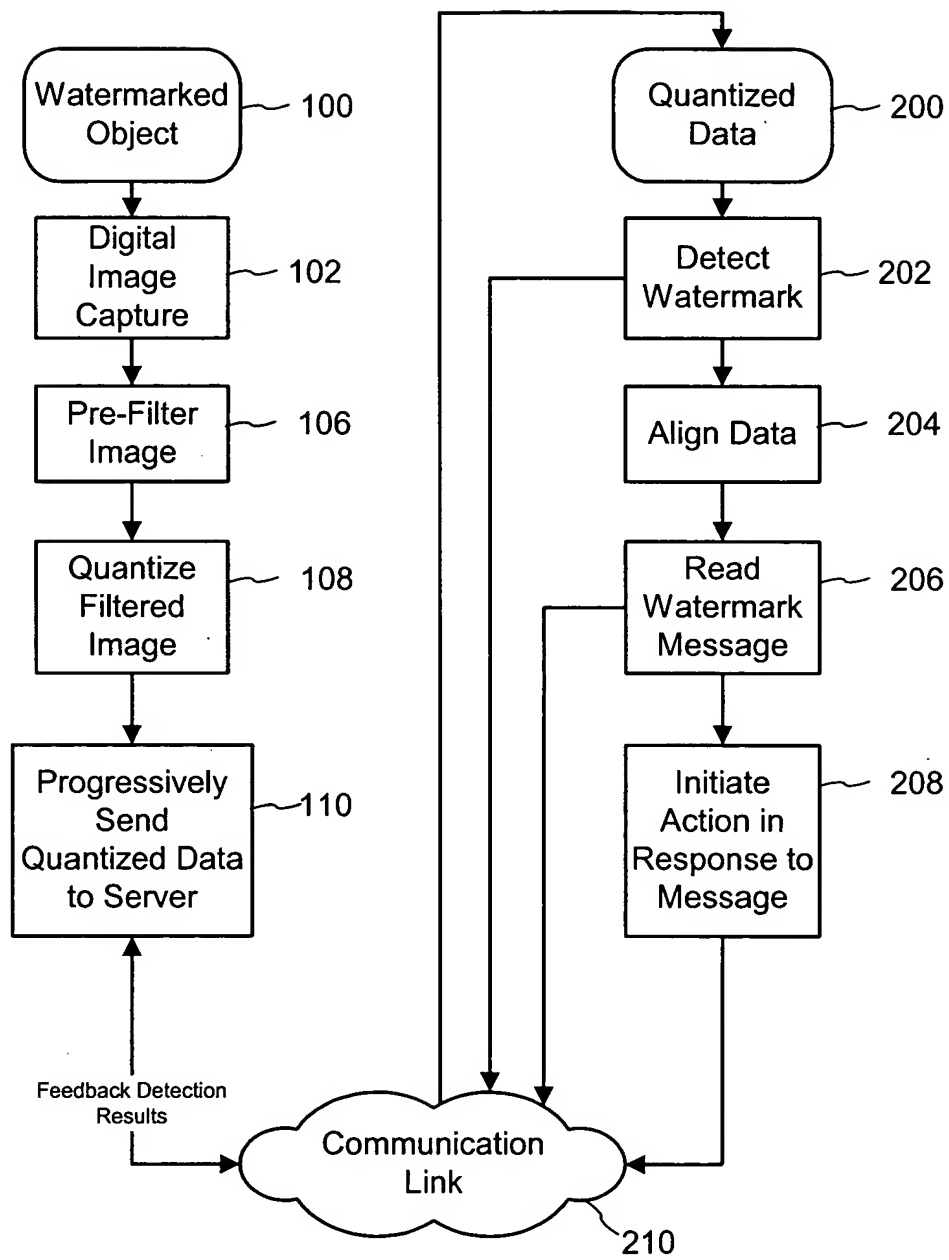 Watermarked
Object
100
Digital
Image
Capture
102
Pre-Filter
Image
106
Quantize
Filtered
Image
108
Progressively
Send
Quantized Data
to Server
110
Feedback Detection
Results
Quantized
Data
200
Detect
Watermark
202
Align Data
204
Read
Watermark
Message
206
Initiate
Action in
Response to
Message
208
Communication
Link
210